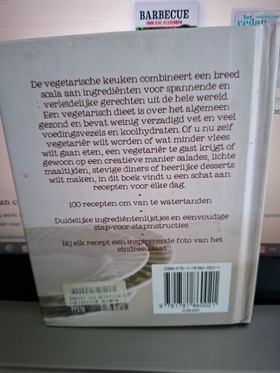 BARBECUE
De vegetarische keuken combineert een breed
scala aan ingrediënten voor spannende en
verleidelijke gerechten uit de hele wereld.
Een vegetarisch dieet is over het algemeen
gezond en bevat weinig verzadigd vet en veel
voedingsvezels en koolhydraten. Of u nu zelf
vegetariër wilt worden of wat minder vlees
wilt gaan eten, een vegetariër te gast krijgt of
gewoon op een creatieve manier salades, lichte
maaltijden, stevige diners of heerlijke desserts
wilt maken, in dit boek vindt u een schat aan
recepten voor elke dag.
•
100 recepten om van te watertanden
•
Duidelijke ingrediëntenlijstjes en eenvoudige
stap-voor-stapinstructies
•
Bij elk recept een inspirerende foto van het
eindresultaat
9 781781 860021